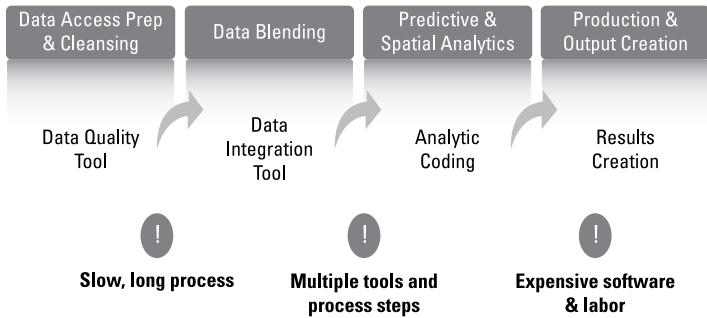 Data Access Prep
& Cleansing
Data Blending
Predictive &
Spatial Analytics
Production &
Output Creation
Data Quality
Tool
Data
Integration
Tool
Analytic
Coding
Results
Creation
!
!
!
Slow, long process
Multiple tools and
process steps
Expensive software
& labor